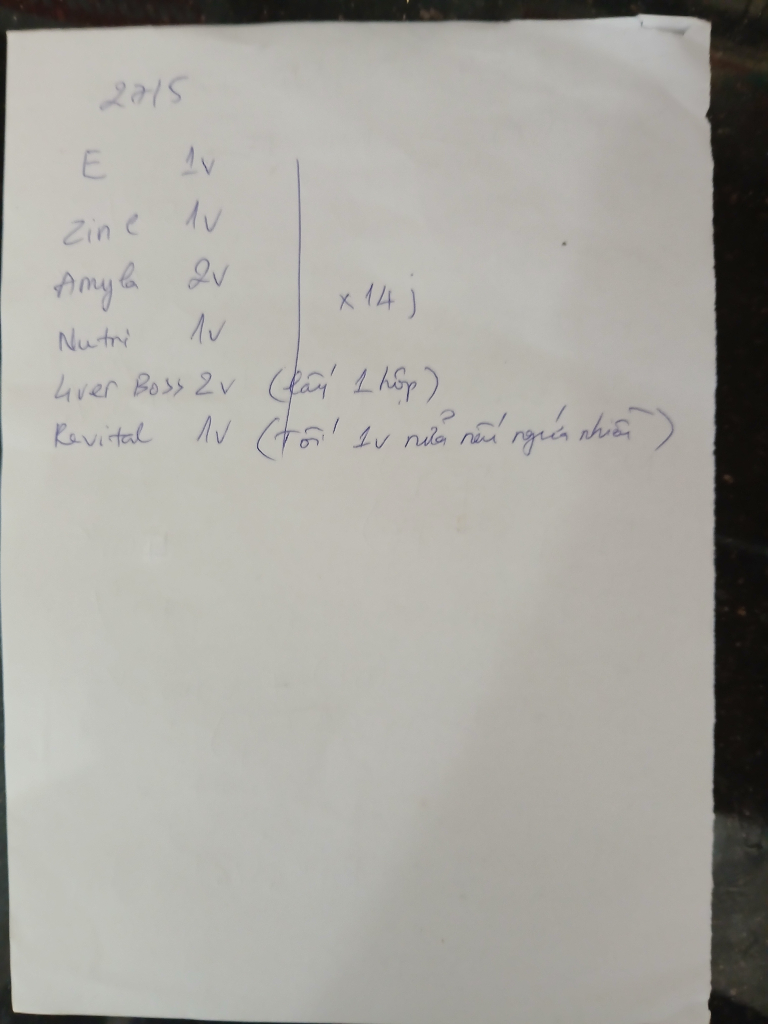 27/5
E 1v
Zinc 1v
Amyla 2v
x 14 j
Nutri 1v
Liver Boss 2v (lấy 1 hộp)
Revital 1v (Tối 1v nữa nếu ngứa nhiều)